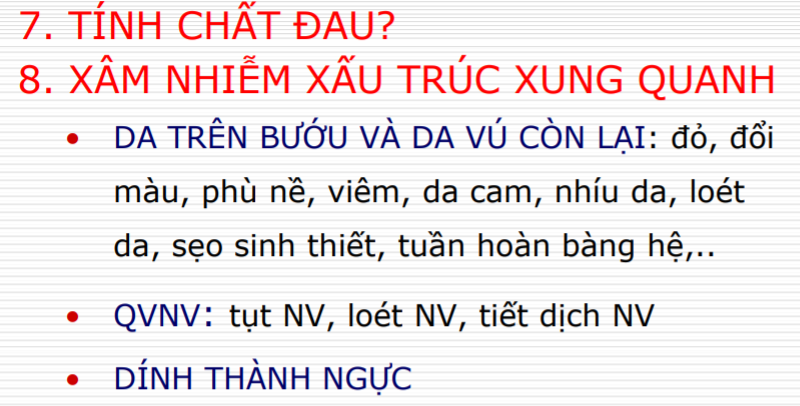 7. TÍNH CHẤT ĐAU?
8. XÂM NHIỄM XẤU TRÚC XUNG QUANH
• DA TRÊN BƯỚU VÀ DA VÚ CÒN LẠI: đỏ, đổi
màu, phù nề, viêm, da cam, nhíu da, loét
da, sẹo sinh thiết, tuần hoàn bàng hệ,..
• QVNV: tụt NV, loét NV, tiết dịch NV
• DÍNH THÀNH NGỰC